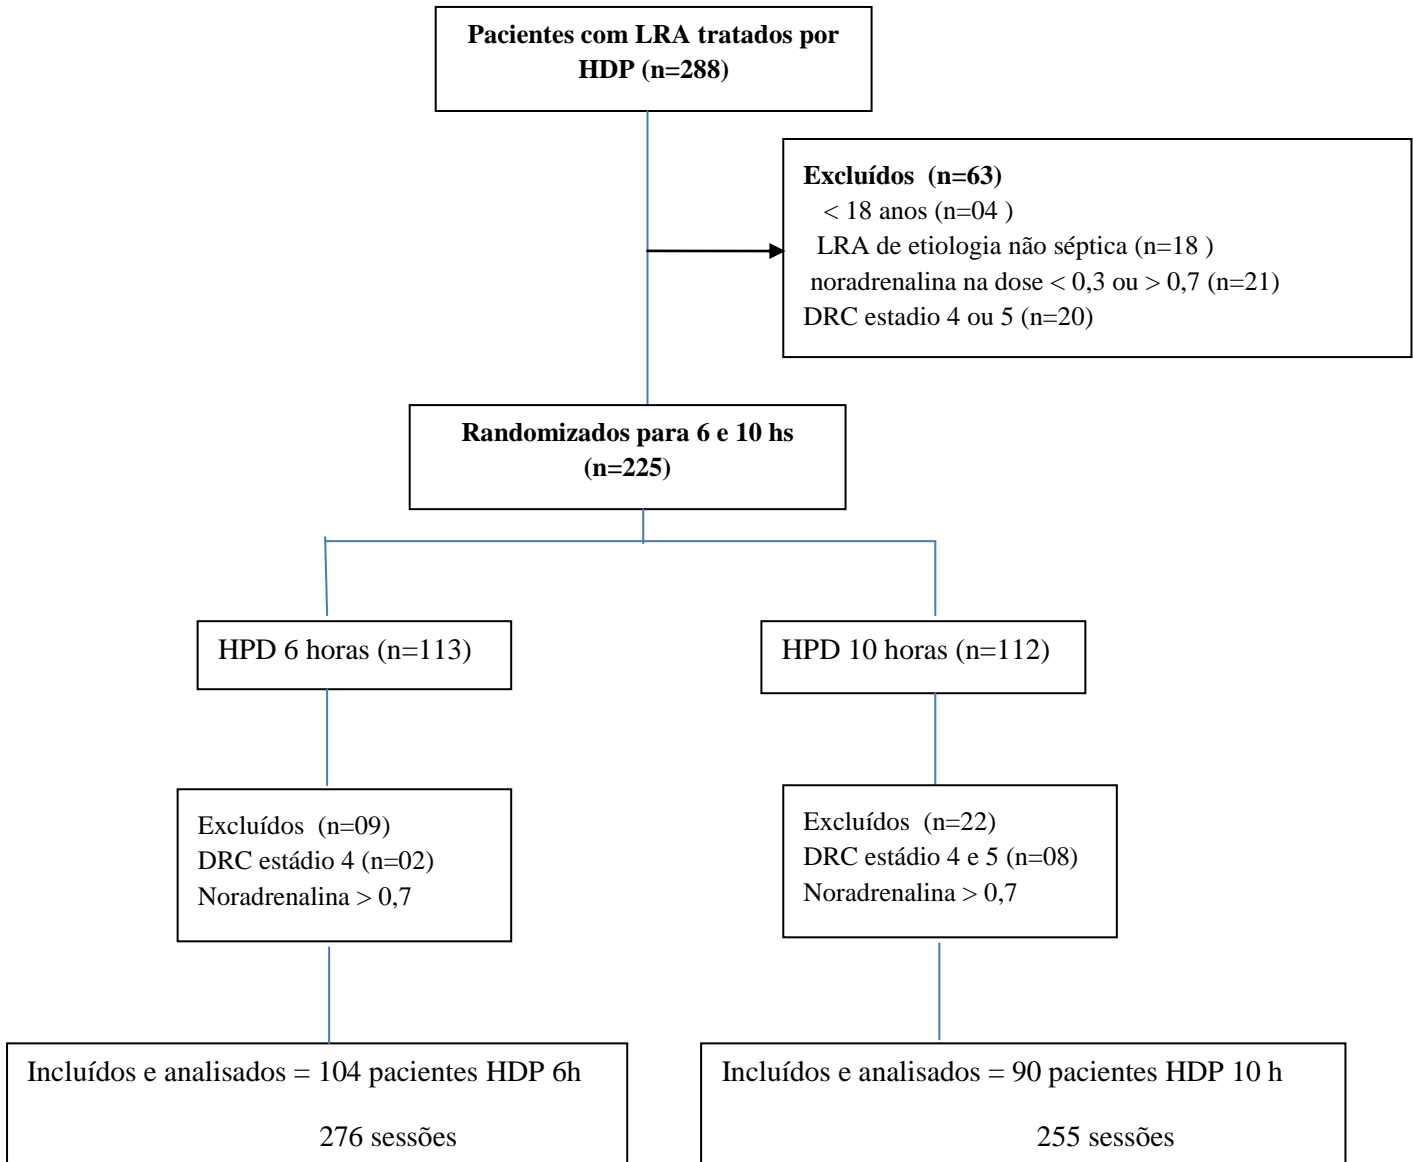 Pacientes com LRA tratados por
HDP (n=288)
Excluídos (n=63)
< 18 anos (n=04 )
LRA de etiologia não séptica (n=18 )
noradrenalina na dose < 0,3 ou > 0,7 (n=21)
DRC estadio 4 ou 5 (n=20)
Randomizados para 6 e 10 hs
(n=225)
HPD 6 horas (n=113)
HPD 10 horas (n=112)
Excluídos (n=09)
DRC estádio 4 (n=02)
Noradrenalina > 0,7
Excluídos (n=22)
DRC estádio 4 e 5 (n=08)
Noradrenalina > 0,7
Incluídos e analisados = 104 pacientes HDP 6h
276 sessões
Incluídos e analisados = 90 pacientes HDP 10 h
255 sessões